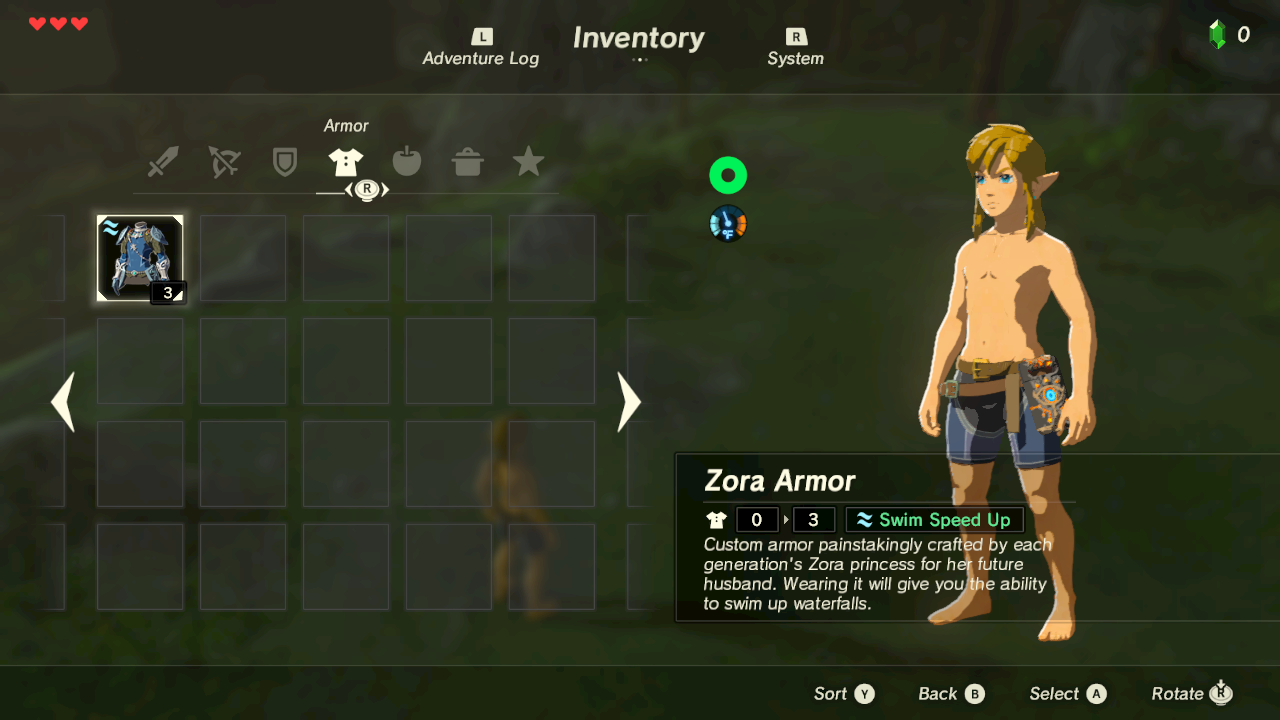 L
R
Inventory
Adventure Log
System
0
Armor
R
°F
3
Zora Armor
0 3 Swim Speed Up
Custom armor painstakingly crafted by each
generation's Zora princess for her future
husband. Wearing it will give you the ability
to swim up waterfalls.
Sort Y Back B Select A Rotate R